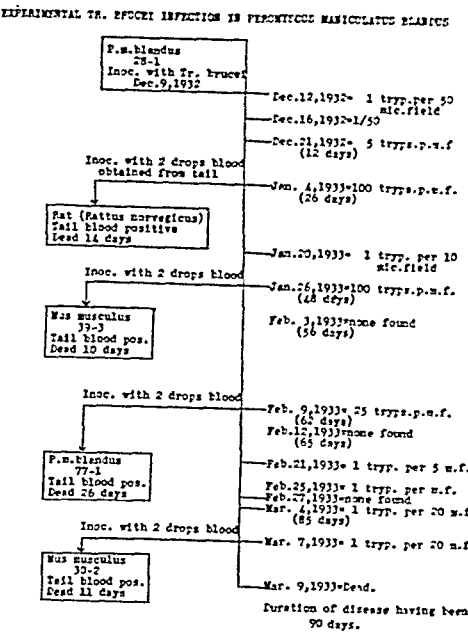 EXPERIMENTAL TR. BRUCEI INFECTION IN PEROMYSCUS MANICULATUS BLANDUS
P.m.blandus
28-1
Inoc. with Tr. brucei
Dec.9,1932
Dec.12,1932= 1 tryp.per 50
mic.field
Dec.16,1932=1/50
Dec.21,1932= 5 tryps.p.m.f
(12 days)
Inoc. with 2 drops blood
obtained from tail
Jan. 4,1933=100 tryps.p.m.f.
(26 days)
Rat (Rattus norvegicus)
Tail blood positive
Dead 14 days
Jan.20,1933= 1 tryp. per 10
mic.field
Inoc. with 2 drops blood
Jan.26,1933=100 tryps.p.m.f.
(48 days)
Mus musculus
39-3
Tail blood pos.
Dead 10 days
Feb. 3,1933=none found
(56 days)
Inoc. with 2 drops blood
Feb. 9,1933= 25 tryps.p.m.f.
(62 days)
Feb.12,1933=none found
(65 days)
P.m.blandus
77-1
Tail blood pos.
Dead 26 days
Feb.21,1933= 1 tryp. per 5 m.f.
Feb.25,1933= 1 tryp. per m.f.
Feb.27,1933=none found
Mar. 4,1933= 1 tryp. per 20 m.f
(85 days)
Inoc. with 2 drops blood
Mar. 7,1933= 1 tryp. per 20 m.f
Mus musculus
30-2
Tail blood pos.
Dead 11 days
Mar. 9,1933=Dead.
Duration of disease having been
90 days.